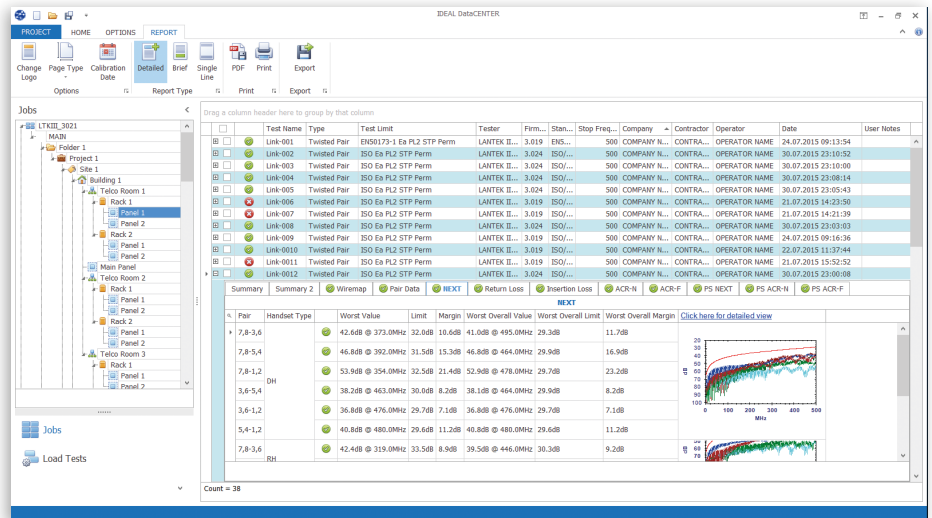 IDEAL DataCENTER
PROJECT HOME OPTIONS REPORT
Change Logo Page Type Calibration Date Detailed Brief Single Line PDF Print Export
Options Report Type Print Export
Jobs
LTKIII_3021
MAIN
Folder 1
Project 1
Site 1
Building 1
Telco Room 1
Rack 1
Panel 1
Panel 2
Rack 2
Panel 1
Panel 2
Main Panel
Telco Room 2
Rack 1
Panel 1
Panel 2
Rack 2
Panel 1
Panel 2
Telco Room 3
Rack 1
Panel 1
Panel 2
Jobs
Load Tests
Drag a column header here to group by that column
Test Name Type Test Limit Tester Firm... Stan... Stop Freq... Company Contractor Operator Date User Notes
Link-001 Twisted Pair EN50173-1 Ea PL2 STP Perm LANTEK II... 3.019 ENS... 500 COMPANY N... CONTRA... OPERATOR NAME 24.07.2015 09:13:54
Link-002 Twisted Pair ISO Ea PL2 STP Perm LANTEK II... 3.024 ISO/... 500 COMPANY N... CONTRA... OPERATOR NAME 30.07.2015 23:10:52
Link-003 Twisted Pair ISO Ea PL2 STP Perm LANTEK II... 3.024 ISO/... 500 COMPANY N... CONTRA... OPERATOR NAME 30.07.2015 23:10:00
Link-004 Twisted Pair ISO Ea PL2 STP Perm LANTEK II... 3.024 ISO/... 500 COMPANY N... CONTRA... OPERATOR NAME 30.07.2015 23:08:14
Link-005 Twisted Pair ISO Ea PL2 STP Perm LANTEK II... 3.024 ISO/... 500 COMPANY N... CONTRA... OPERATOR NAME 30.07.2015 23:05:43
Link-006 Twisted Pair ISO Ea PL2 STP Perm LANTEK II... 3.019 ISO/... 500 COMPANY N... CONTRA... OPERATOR NAME 21.07.2015 14:23:50
Link-007 Twisted Pair ISO Ea PL2 STP Perm LANTEK II... 3.019 ISO/... 500 COMPANY N... CONTRA... OPERATOR NAME 21.07.2015 14:21:39
Link-008 Twisted Pair ISO Ea PL2 STP Perm LANTEK II... 3.024 ISO/... 500 COMPANY N... CONTRA... OPERATOR NAME 30.07.2015 23:03:03
Link-009 Twisted Pair ISO Ea PL2 STP Perm LANTEK II... 3.019 ISO/... 500 COMPANY N... CONTRA... OPERATOR NAME 24.07.2015 09:16:36
Link-0010 Twisted Pair ISO Ea PL2 STP Perm LANTEK II... 3.019 ISO/... 500 COMPANY N... CONTRA... OPERATOR NAME 22.07.2015 11:37:44
Link-0011 Twisted Pair ISO Ea PL2 STP Perm LANTEK II... 3.019 ISO/... 500 COMPANY N... CONTRA... OPERATOR NAME 21.07.2015 15:52:52
Link-0012 Twisted Pair ISO Ea PL2 STP Perm LANTEK II... 3.024 ISO/... 500 COMPANY N... CONTRA... OPERATOR NAME 30.07.2015 23:00:08
Summary Summary 2 Wiremap Pair Data NEXT Return Loss Insertion Loss ACR-N ACR-F PS NEXT PS ACR-N PS ACR-F
NEXT
Pair Handset Type Worst Value Limit Margin Worst Overall Value Worst Overall Limit Worst Overall Margin Click here for detailed view
7,8-3,6 42.6dB @ 373.0MHz 32.0dB 10.6dB 41.0dB @ 495.0MHz 29.3dB 11.7dB
7,8-5,4 46.8dB @ 392.0MHz 31.5dB 15.3dB 46.8dB @ 464.0MHz 29.9dB 16.9dB
7,8-1,2 53.9dB @ 354.0MHz 32.5dB 21.4dB 52.9dB @ 478.0MHz 29.7dB 23.2dB
DH
3,6-5,4 38.2dB @ 463.0MHz 30.0dB 8.2dB 38.1dB @ 464.0MHz 29.9dB 8.2dB
3,6-1,2 36.8dB @ 476.0MHz 29.7dB 7.1dB 36.8dB @ 476.0MHz 29.7dB 7.1dB
5,4-1,2 40.8dB @ 480.0MHz 29.6dB 11.2dB 40.8dB @ 480.0MHz 29.6dB 11.2dB
7,8-3,6 42.4dB @ 319.0MHz 33.5dB 8.9dB 39.5dB @ 446.0MHz 30.3dB 9.2dB
RH
20
30
40
50
60
70
80
90
100
dB
0 100 200 300 400 500
MHz
50
60
70
dB
Count = 38